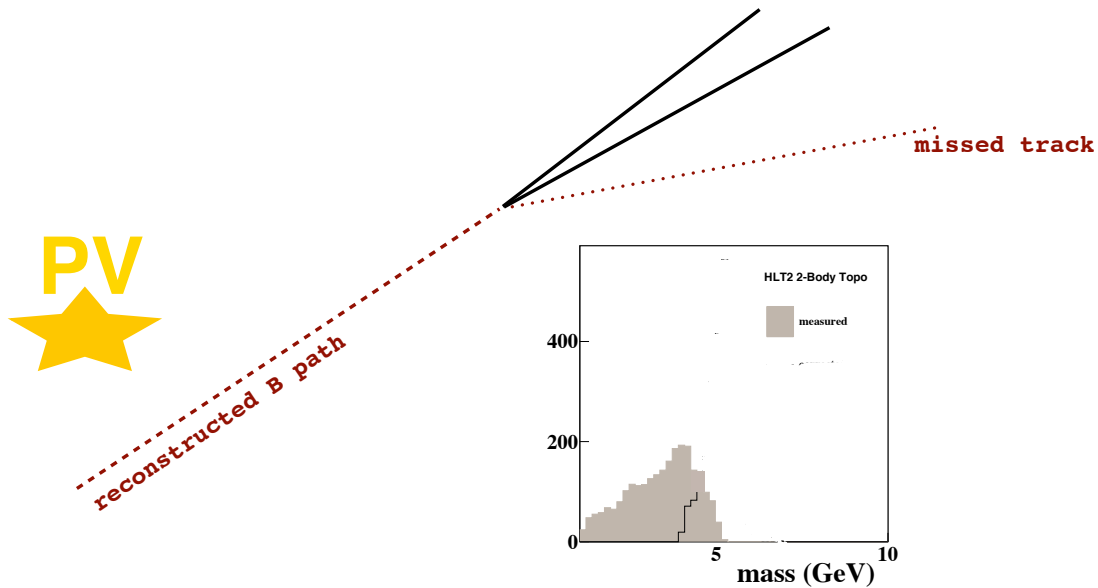 missed track
PV
reconstructed B path
HLT2 2-Body Topo
measured
400
200
0
5
10
mass (GeV)